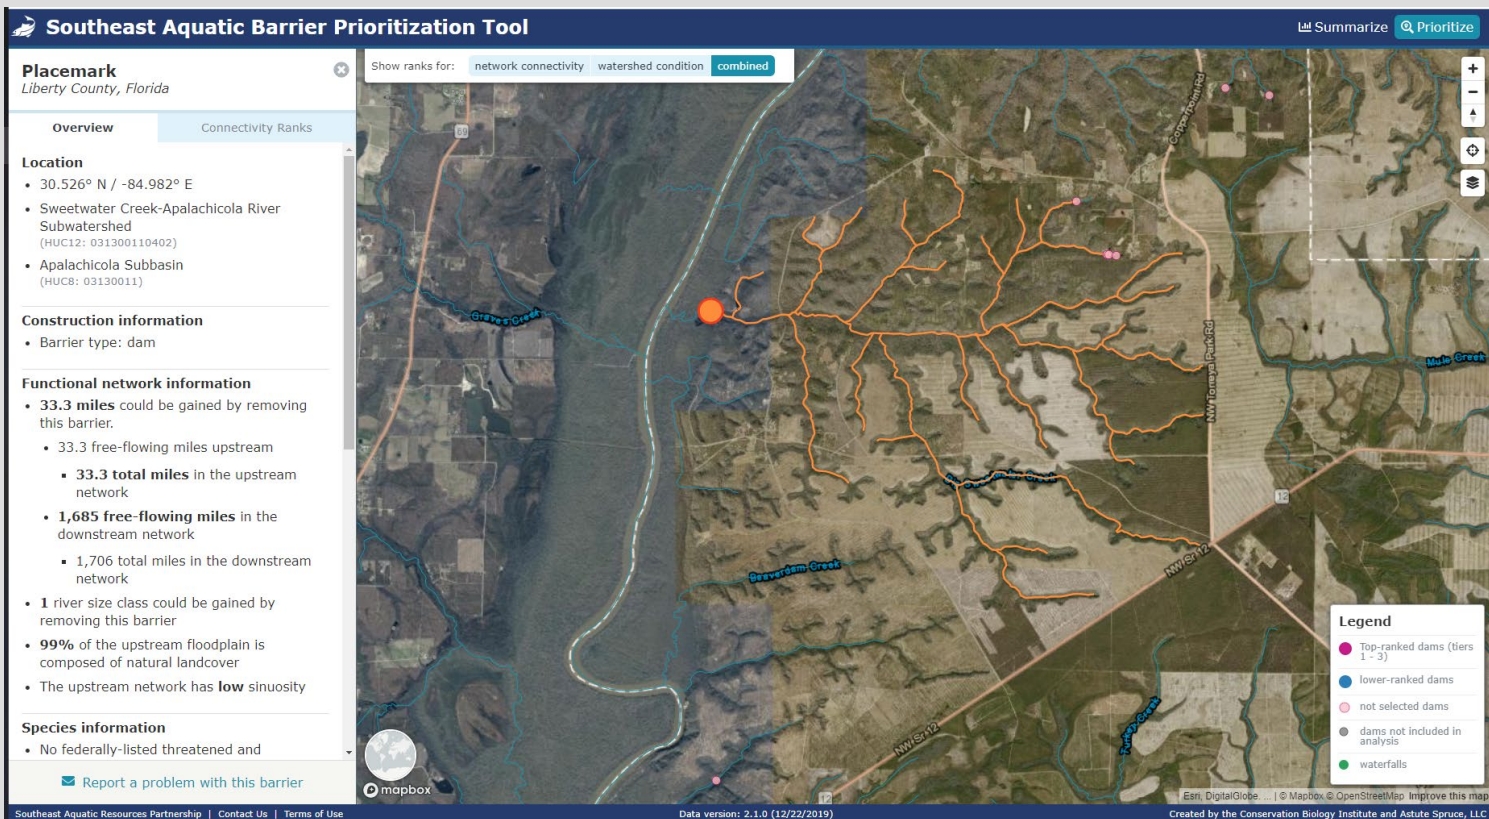 Southeast Aquatic Barrier Prioritization Tool
Summarize
Prioritize
Placemark
Liberty County, Florida
Overview
Connectivity Ranks
Location
• 30.526° N / -84.982° E
• Sweetwater Creek-Apalachicola River
Subwatershed
(HUC12: 031300110402)
• Apalachicola Subbasin
(HUC8: 03130011)
Construction information
• Barrier type: dam
Functional network information
• 33.3 miles could be gained by removing
this barrier.
• 33.3 free-flowing miles upstream
▪ 33.3 total miles in the upstream
network
• 1,685 free-flowing miles in the
downstream network
▪ 1,706 total miles in the downstream
network
• 1 river size class could be gained by
removing this barrier
• 99% of the upstream floodplain is
composed of natural landcover
• The upstream network has low sinuosity
Species information
• No federally-listed threatened and
Report a problem with this barrier
Show ranks for:
network connectivity
watershed condition
combined
69
Copperpoint Rd
Graves Creek
NW Torreya Park Rd
Mule Creek
12
NW Sr 12
Beaverdam Creek
Turkey Creek
NW Sr 12
12
Legend
Top-ranked dams (tiers
1 - 3)
lower-ranked dams
not selected dams
dams not included in
analysis
waterfalls
mapbox
Esri, DigitalGlobe, ... | © Mapbox © OpenStreetMap Improve this map
Southeast Aquatic Resources Partnership | Contact Us | Terms of Use
Data version: 2.1.0 (12/22/2019)
Created by the Conservation Biology Institute and Astute Spruce, LLC